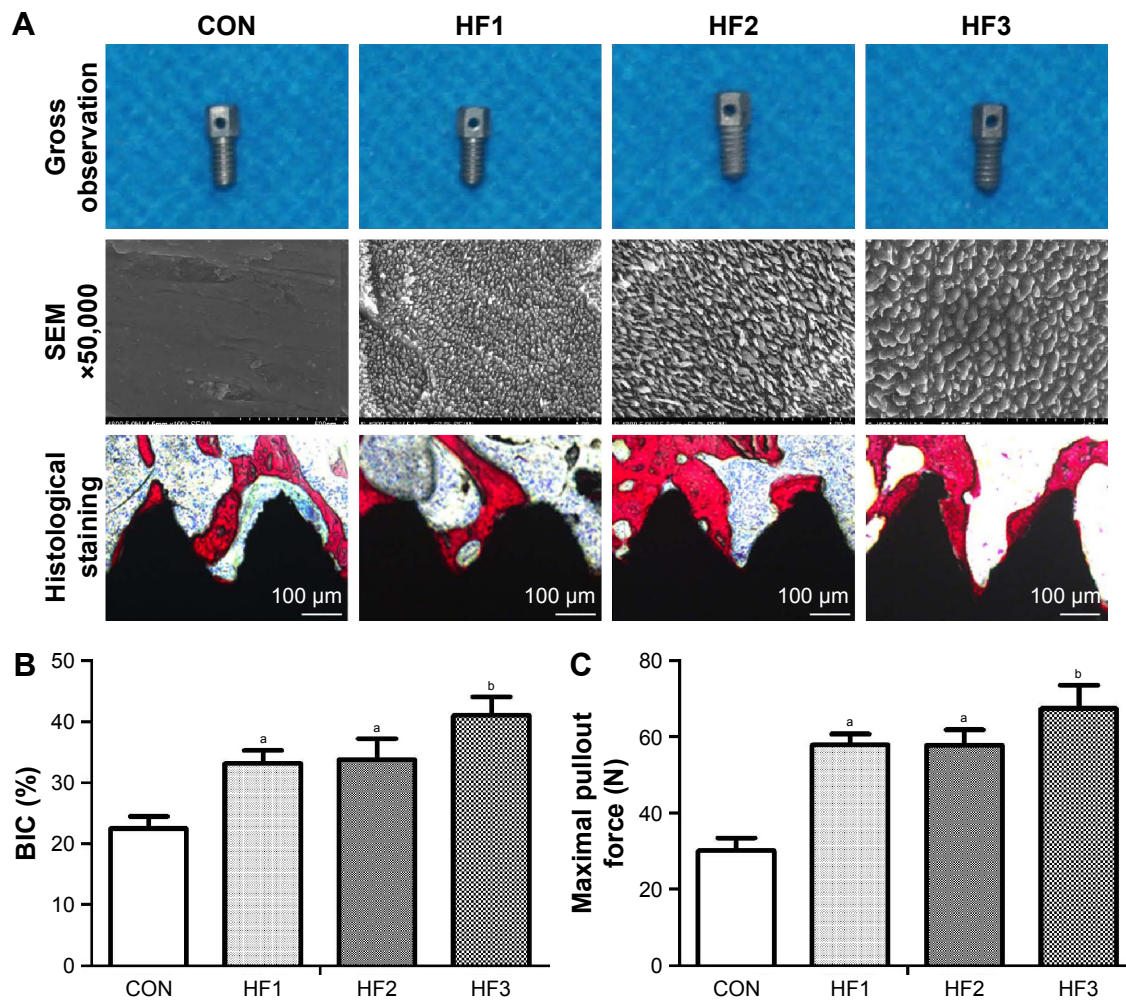 A
CON
HF1
HF2
HF3
Gross
observation
SEM
×50,000
Histological
staining
100 µm
100 µm
100 µm
100 µm
B
BIC (%)
50
40
30
20
10
0
a
a
b
CON
HF1
HF2
HF3
C
Maximal pullout
force (N)
80
60
40
20
0
a
a
b
CON
HF1
HF2
HF3